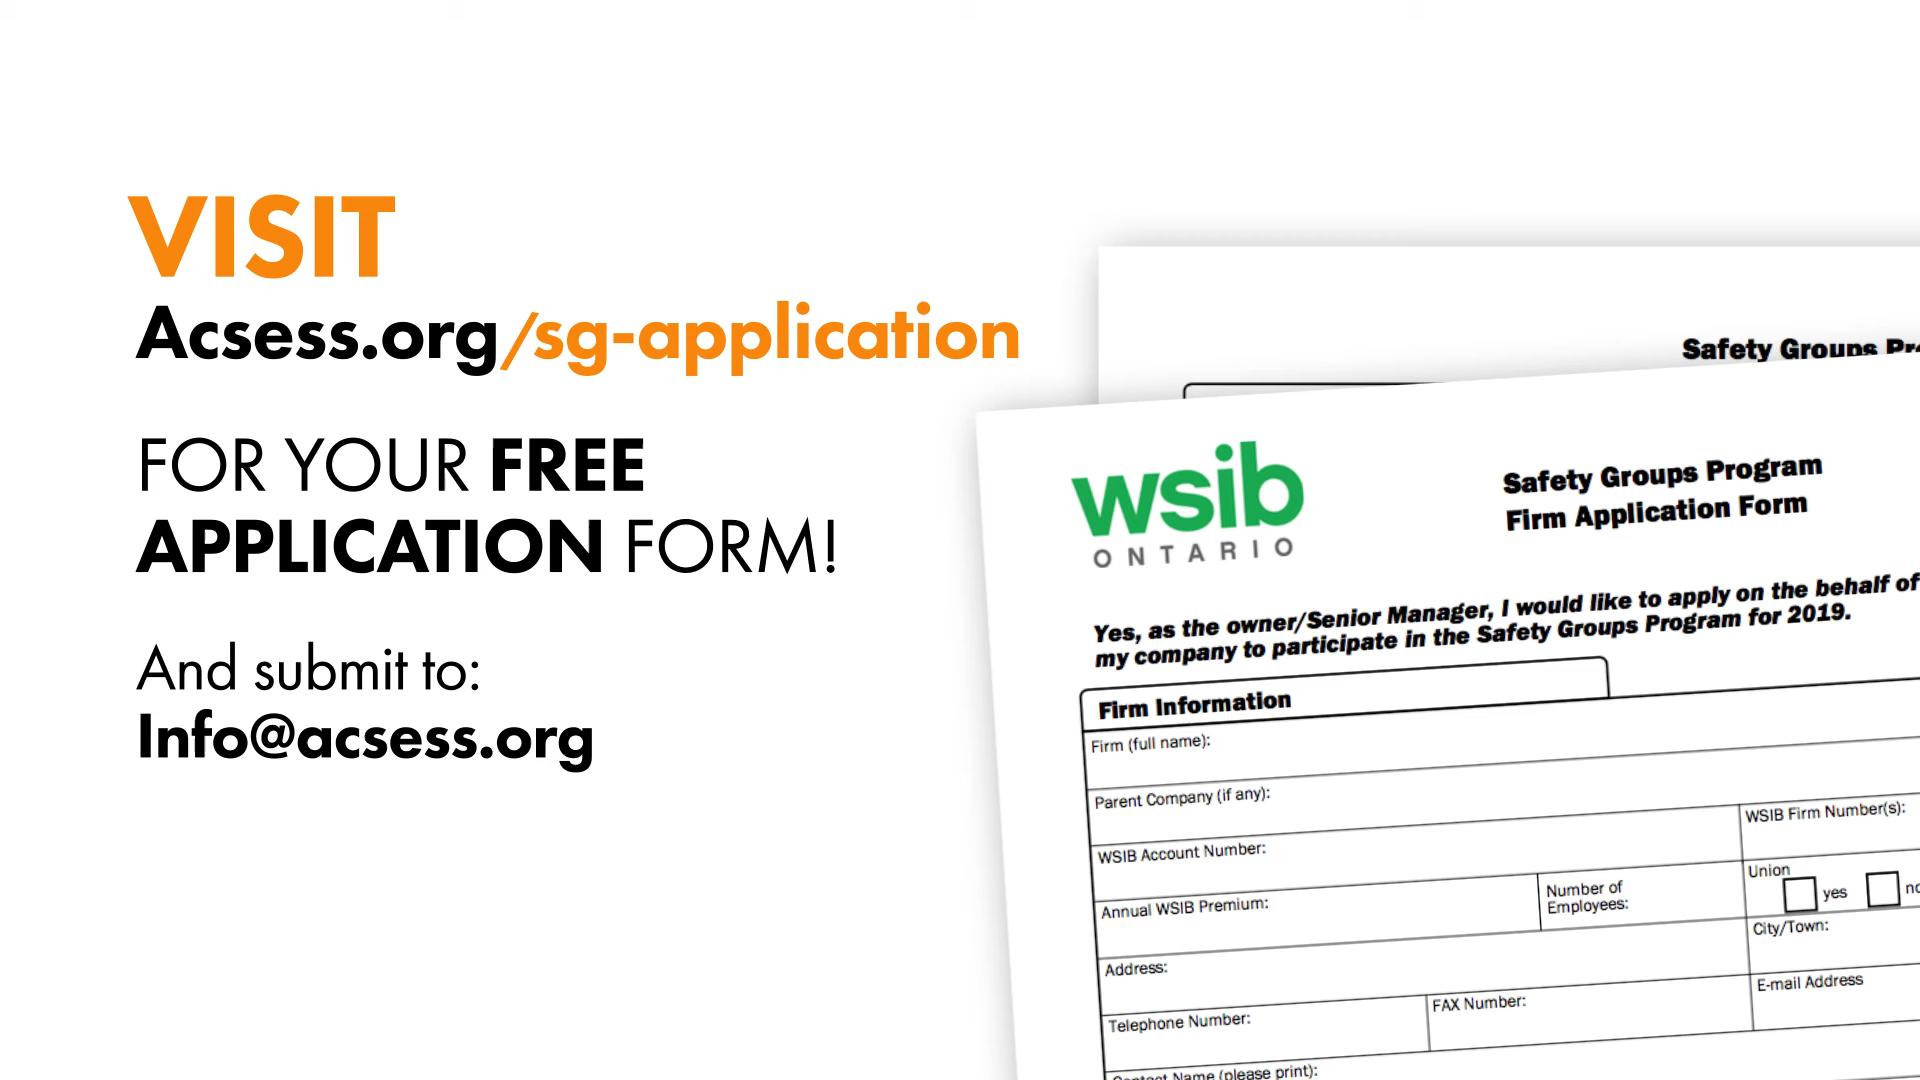 VISIT
Acsess.org/sg-application
FOR YOUR FREE
APPLICATION FORM!
And submit to:
Info@acsess.org
Safety Groups
wsib
ONTARIO
Safety Groups Program
Firm Application Form
Yes, as the owner/Senior Manager, I would like to apply on the behalf of
my company to participate in the Safety Groups Program for 2019.
Firm Information
Firm (full name):
Parent Company (if any):
WSIB Account Number:
WSIB Firm Number(s):
Annual WSIB Premium:
Number of
Employees:
Union
yes
Address:
City/Town:
Telephone Number:
FAX Number:
E-mail Address
Contact Name (please print):